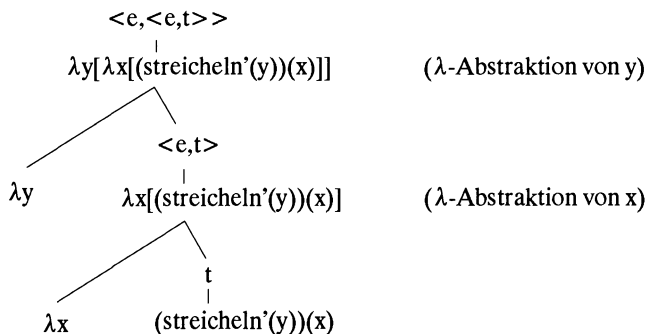 <e,<e,t>>
λy[λx[(streicheln’(y))(x)]] (λ-Abstraktion von y)
<e,t>
λy λx[(streicheln’(y))(x)] (λ-Abstraktion von x)
t
λx (streicheln’(y))(x)